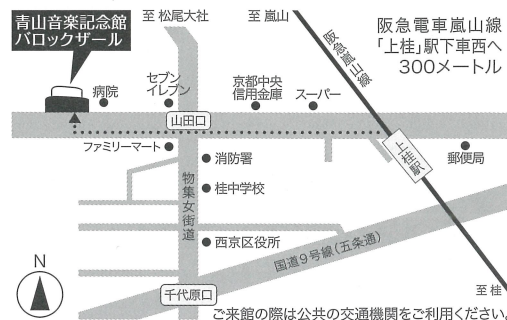 青山音楽記念館
バロックザール
至 松尾大社
至 嵐山
阪急嵐山線
阪急電車嵐山線
「上桂」駅下車西へ
300メートル
病院
セブン
イレブン
京都中央
信用金庫
スーパー
山田口
ファミリーマート
消防署
上桂駅
郵便局
物集女街道
桂中学校
西京区役所
国道9号線(五条通)
N
千代原口
至 桂
ご来館の際は公共の交通機関をご利用ください。